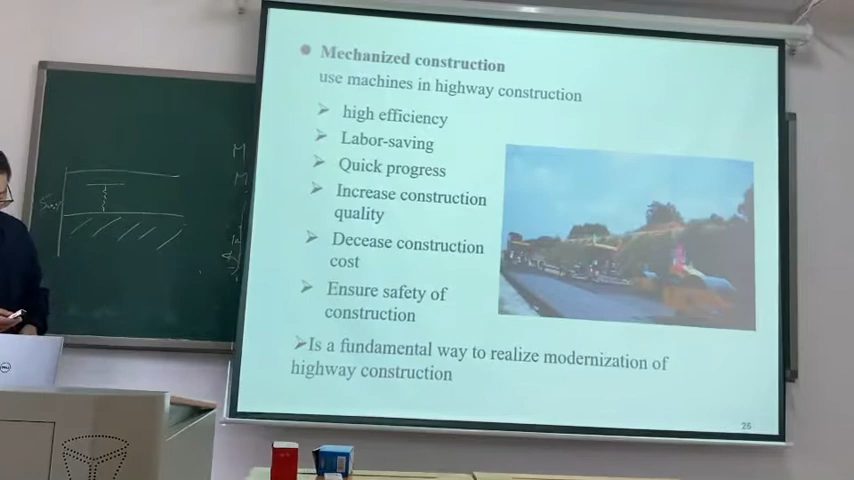 Mechanized construction
use machines in highway construction
high efficiency
Labor-saving
Quick progress
Increase construction
quality
Decease construction
cost
Ensure safety of
construction
Is a fundamental way to realize modernization of
highway construction
25
DELL